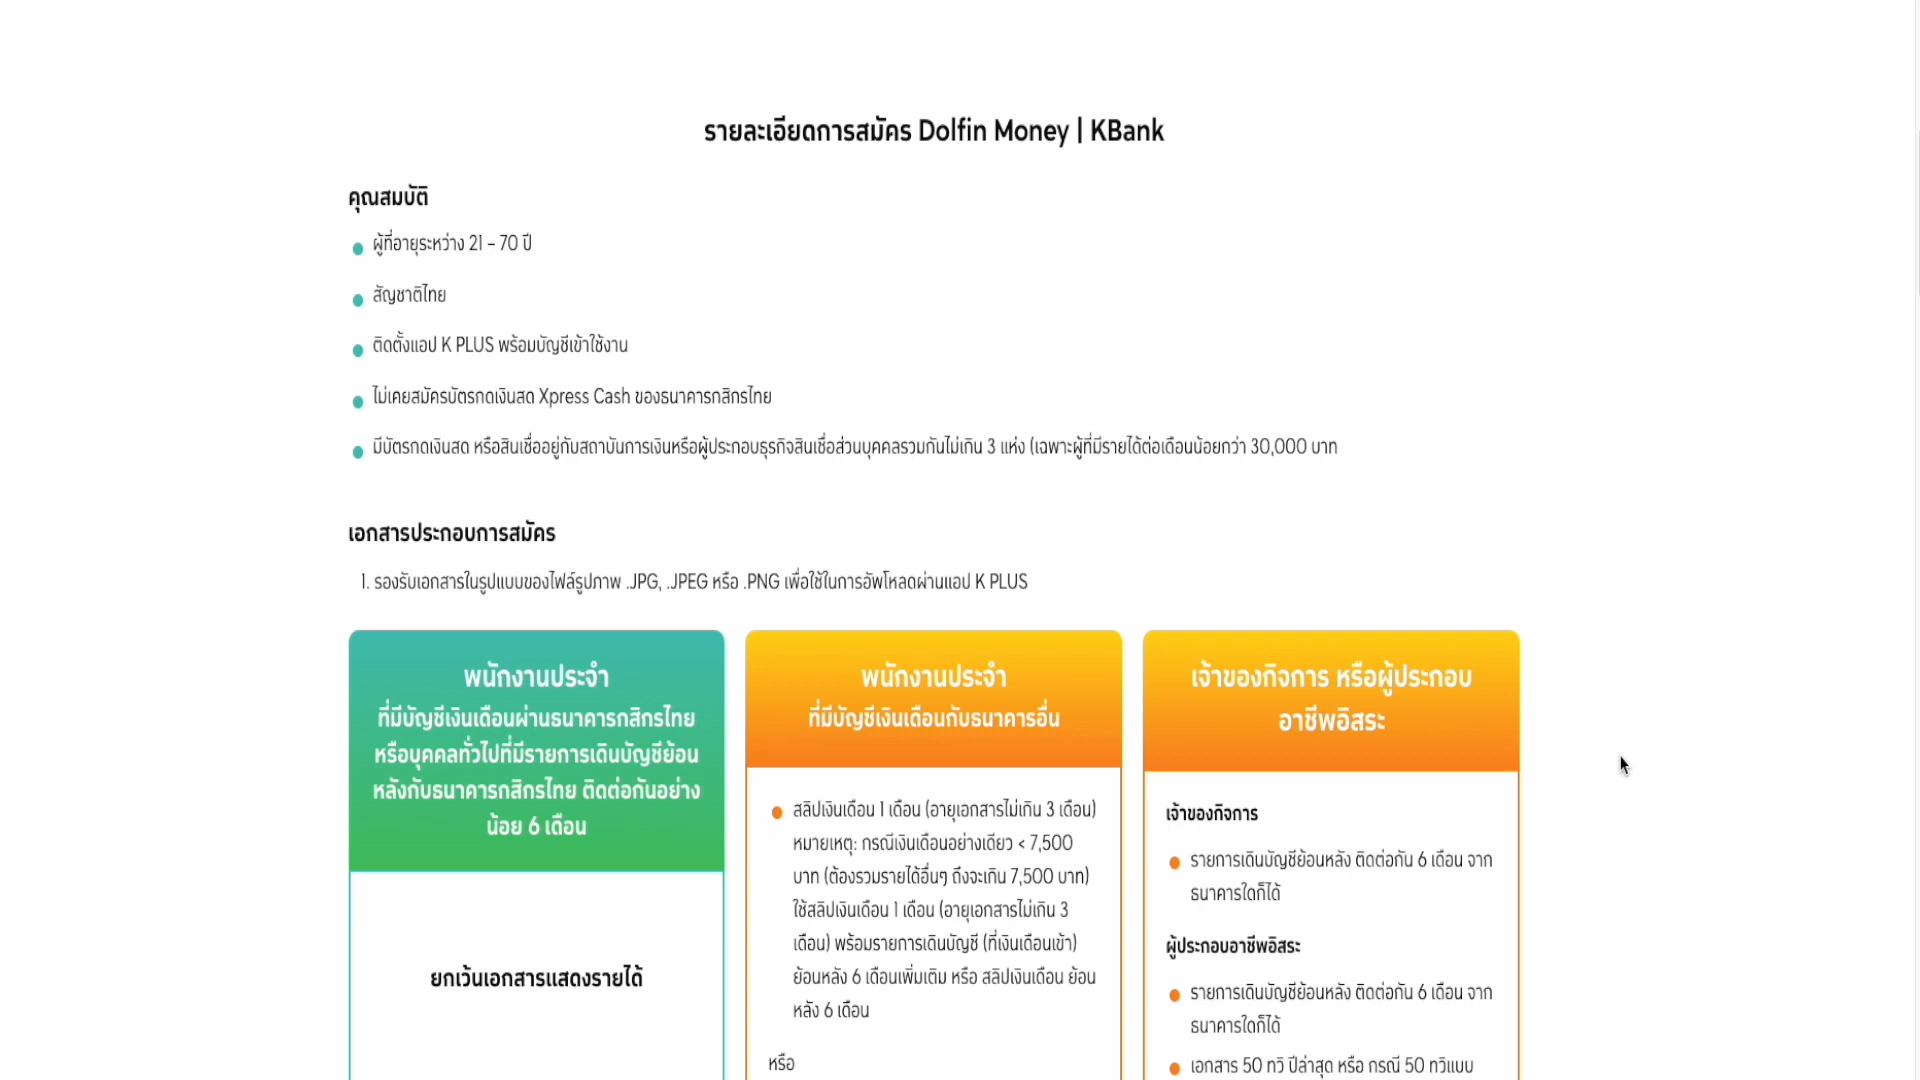 รายละเอียดการสมัคร Dolfin Money | KBank
คุณสมบัติ
ผู้ที่อายุระหว่าง 21 – 70 ปี
สัญชาติไทย
ติดตั้งแอป K PLUS พร้อมบัญชีเข้าใช้งาน
ไม่เคยสมัครบัตรกดเงินสด Xpress Cash ของธนาคารกสิกรไทย
มีบัตรกดเงินสด หรือสินเชื่ออยู่กับสถาบันการเงินหรือผู้ประกอบธุรกิจสินเชื่อส่วนบุคคลรวมกันไม่เกิน 3 แห่ง (เฉพาะผู้ที่มีรายได้ต่อเดือนน้อยกว่า 30,000 บาท
เอกสารประกอบการสมัคร
1. รองรับเอกสารในรูปแบบของไฟล์รูปภาพ .JPG, .JPEG หรือ .PNG เพื่อใช้ในการอัพโหลดผ่านแอป K PLUS
พนักงานประจำ
ที่มีบัญชีเงินเดือนผ่านธนาคารกสิกรไทย
หรือบุคคลทั่วไปที่มีรายการเดินบัญชีย้อน
หลังกับธนาคารกสิกรไทย ติดต่อกันอย่าง
น้อย 6 เดือน
ยกเว้นเอกสารแสดงรายได้
พนักงานประจำ
ที่มีบัญชีเงินเดือนกับธนาคารอื่น
สลิปเงินเดือน 1 เดือน (อายุเอกสารไม่เกิน 3 เดือน)
หมายเหตุ: กรณีเงินเดือนอย่างเดียว < 7,500
บาท (ต้องรวมรายได้อื่นๆ ถึงจะเกิน 7,500 บาท)
ใช้สลิปเงินเดือน 1 เดือน (อายุเอกสารไม่เกิน 3
เดือน) พร้อมรายการเดินบัญชี (ที่เงินเดือนเข้า)
ย้อนหลัง 6 เดือนเพิ่มเติม หรือ สลิปเงินเดือน ย้อน
หลัง 6 เดือน
หรือ
เจ้าของกิจการ หรือผู้ประกอบ
อาชีพอิสระ
เจ้าของกิจการ
รายการเดินบัญชีย้อนหลัง ติดต่อกัน 6 เดือน จาก
ธนาคารใดก็ได้
ผู้ประกอบอาชีพอิสระ
รายการเดินบัญชีย้อนหลัง ติดต่อกัน 6 เดือน จาก
ธนาคารใดก็ได้
เอกสาร 50 ทวิ ปีล่าสุด หรือ กรณี 50 ทวิแบบ